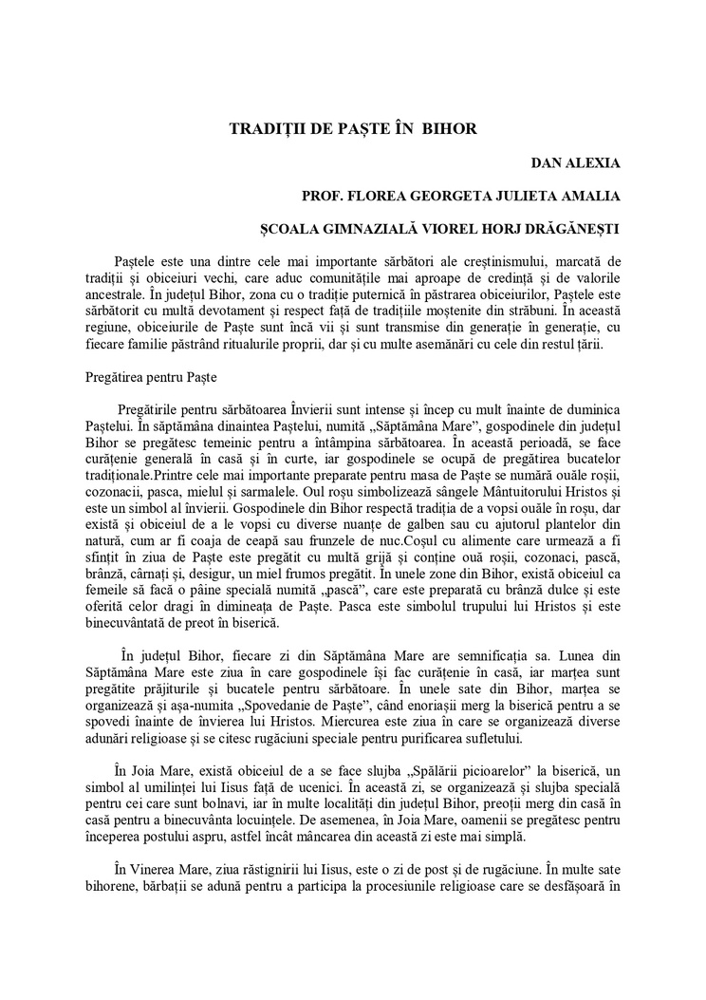 TRADIȚII DE PAȘTE ÎN BIHOR
DAN ALEXIA
PROF. FLOREA GEORGETA JULIETA AMALIA
ȘCOALA GIMNAZIALĂ VIOREL HORJ DRĂGĂNEȘTI
Paștele este una dintre cele mai importante sărbători ale creștinismului, marcată de
tradiții și obiceiuri vechi, care aduc comunitățile mai aproape de credință și de valorile
ancestrale. În județul Bihor, zona cu o tradiție puternică în păstrarea obiceiurilor, Paștele este
sărbătorit cu multă devotament și respect față de tradițiile moștenite din străbuni. În această
regiune, obiceiurile de Paște sunt încă vii și sunt transmise din generație în generație, cu
fiecare familie păstrând ritualurile proprii, dar și cu multe asemănări cu cele din restul țării.
Pregătirea pentru Paște
Pregătirile pentru sărbătoarea Învierii sunt intense și încep cu mult înainte de duminica
Paștelui. În săptămâna dinaintea Paștelui, numită „Săptămâna Mare”, gospodinele din județul
Bihor se pregătesc temeinic pentru a întâmpina sărbătoarea. În această perioadă, se face
curățenie generală în casă și în curte, iar gospodinele se ocupă de pregătirea bucatelor
tradiționale.Printre cele mai importante preparate pentru masa de Paște se numără ouăle roșii,
cozonacii, pasca, mielul și sarmalele. Oul roșu simbolizează sângele Mântuitorului Hristos și
este un simbol al învierii. Gospodinele din Bihor respectă tradiția de a vopsi ouăle în roșu, dar
există și obiceiul de a le vopsi cu diverse nuanțe de galben sau cu ajutorul plantelor din
natură, cum ar fi coaja de ceapă sau frunzele de nuc.Coșul cu alimente care urmează a fi
sfințit în ziua de Paște este pregătit cu multă grijă și conține ouă roșii, cozonaci, pască,
brânză, cârnați și, desigur, un miel frumos pregătit. În unele zone din Bihor, există obiceiul ca
femeile să facă o pâine specială numită „pască”, care este preparată cu brânză dulce și este
oferită celor dragi în dimineața de Paște. Pasca este simbolul trupului lui Hristos și este
binecuvântată de preot în biserică.
În județul Bihor, fiecare zi din Săptămâna Mare are semnificația sa. Lunea din
Săptămâna Mare este ziua în care gospodinele își fac curățenie în casă, iar marțea sunt
pregătite prăjiturile și bucatele pentru sărbătoare. În unele sate din Bihor, marțea se
organizează și așa-numita „Spovedanie de Paște”, când enoriașii merg la biserică pentru a se
spovedi înainte de învierea lui Hristos. Miercurea este ziua în care se organizează diverse
adunări religioase și se citesc rugăciuni speciale pentru purificarea sufletului.
În Joia Mare, există obiceiul de a se face slujba „Spălării picioarelor” la biserică, un
simbol al umilinței lui Iisus față de ucenici. În această zi, se organizează și slujba specială
pentru cei care sunt bolnavi, iar în multe localități din județul Bihor, preoții merg din casă în
casă pentru a binecuvânta locuințele. De asemenea, în Joia Mare, oamenii se pregătesc pentru
începerea postului aspru, astfel încât mâncarea din această zi este mai simplă.
În Vinerea Mare, ziua răstignirii lui Iisus, este o zi de post și de rugăciune. În multe sate
bihorene, bărbații se adună pentru a participa la procesiunile religioase care se desfășoară în